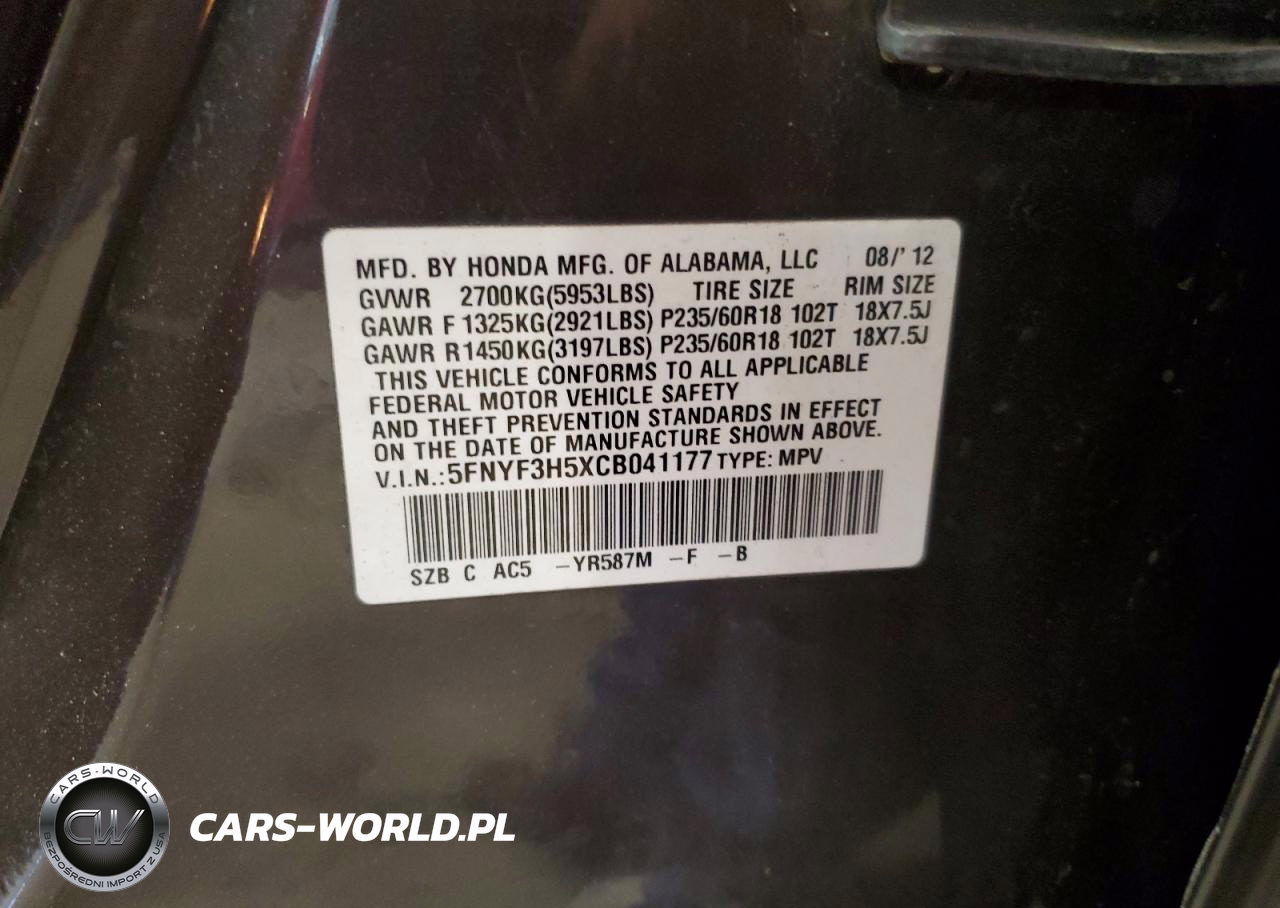 MFD. BY HONDA MFG. OF ALABAMA, LLC 08/' 12
GVWR 2700KG(5953LBS) TIRE SIZE RIM SIZE
GAWR F 1325KG(2921LBS) P235/60R18 102T 18X7.5J
GAWR R1450KG(3197LBS) P235/60R18 102T 18X7.5J
THIS VEHICLE CONFORMS TO ALL APPLICABLE
FEDERAL MOTOR VEHICLE SAFETY
AND THEFT PREVENTION STANDARDS IN EFFECT
ON THE DATE OF MANUFACTURE SHOWN ABOVE.
V.I.N.:5FNYF3H5XCB041177 TYPE: MPV
SZB C AC5 -YR587M -F -B
CARS-WORLD
CW
BEZPOŚREDNI IMPORT Z USA
CARS-WORLD.PL